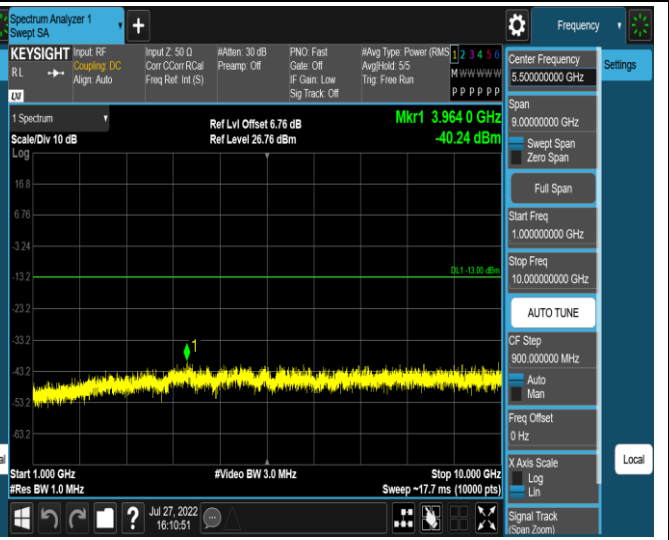 Spectrum Analyzer 1
Swept SA
Frequency
KEYSIGHT
RL
LXI
Input: RF
Coupling: DC
Align: Auto
Input Z: 50 Ω
Corr CCorr RCal
Freq Ref: Int (S)
#Atten: 30 dB
Preamp: Off
PNO: Fast
Gate: Off
IF Gain: Low
Sig Track: Off
#Avg Type: Power (RMS
Avg|Hold: 5/5
Trig: Free Run
1 2 3 4 5 6
M W W W W W
P P P P P P
Center Frequency
5.500000000 GHz
Settings
Span
9.00000000 GHz
Swept Span
Zero Span
Full Span
Start Freq
1.000000000 GHz
Stop Freq
10.000000000 GHz
AUTO TUNE
CF Step
900.000000 MHz
Auto
Man
Freq Offset
0 Hz
X Axis Scale
Log
Lin
Local
Signal Track
(Span Zoom)
1 Spectrum
Scale/Div 10 dB
Log
Ref Lvl Offset 6.76 dB
Ref Level 26.76 dBm
Mkr1 3.964 0 GHz
-40.24 dBm
16.8
6.76
-3.24
-13.2
DL1 -13.00 dBm
-23.2
-33.2
1
-43.2
-53.2
-63.2
al
Start 1.000 GHz
#Video BW 3.0 MHz
Stop 10.000 GHz
#Res BW 1.0 MHz
Sweep ~17.7 ms (10000 pts)
?
Jul 27, 2022
16:10:51